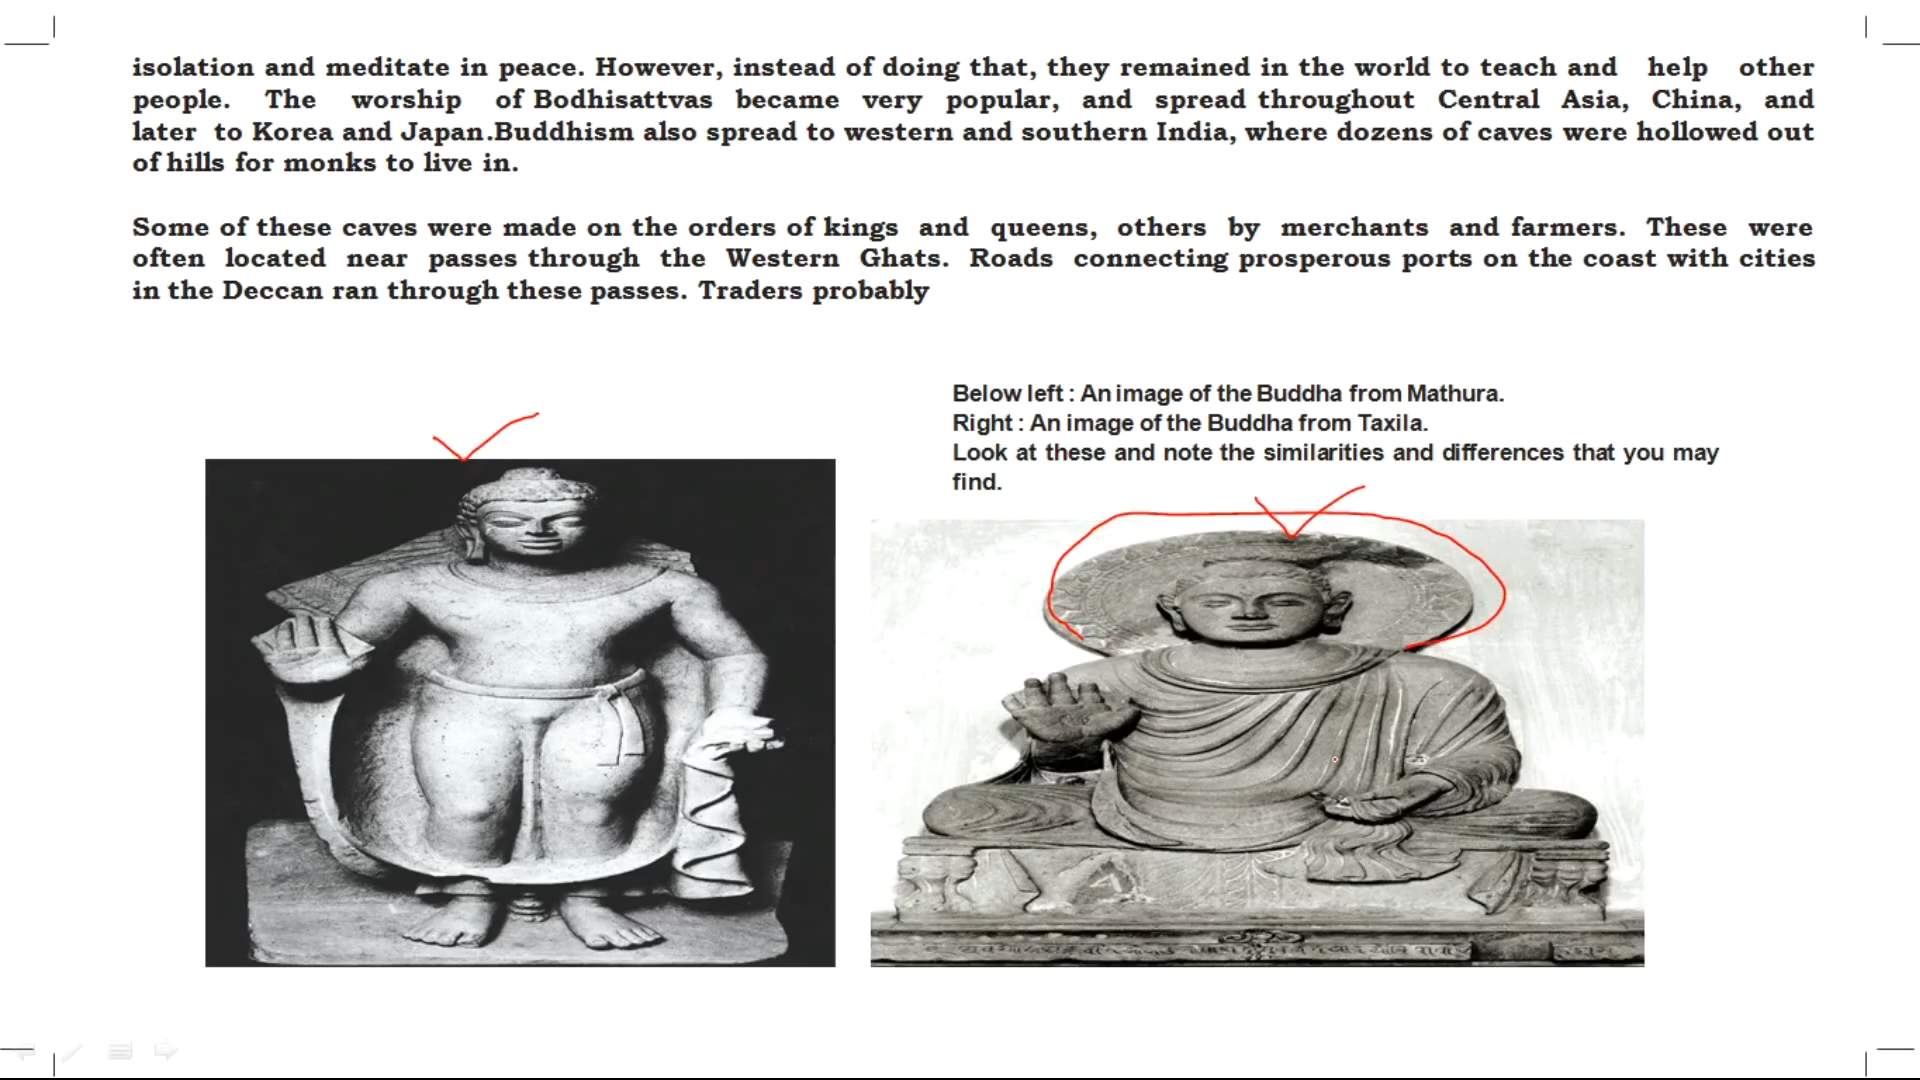 isolation and meditate in peace. However, instead of doing that, they remained in the world to teach and help other
people. The worship of Bodhisattvas became very popular, and spread throughout Central Asia, China, and
later to Korea and Japan.Buddhism also spread to western and southern India, where dozens of caves were hollowed out
of hills for monks to live in.
Some of these caves were made on the orders of kings and queens, others by merchants and farmers. These were
often located near passes through the Western Ghats. Roads connecting prosperous ports on the coast with cities
in the Deccan ran through these passes. Traders probably
Below left : An image of the Buddha from Mathura.
Right : An image of the Buddha from Taxila.
Look at these and note the similarities and differences that you may
find.